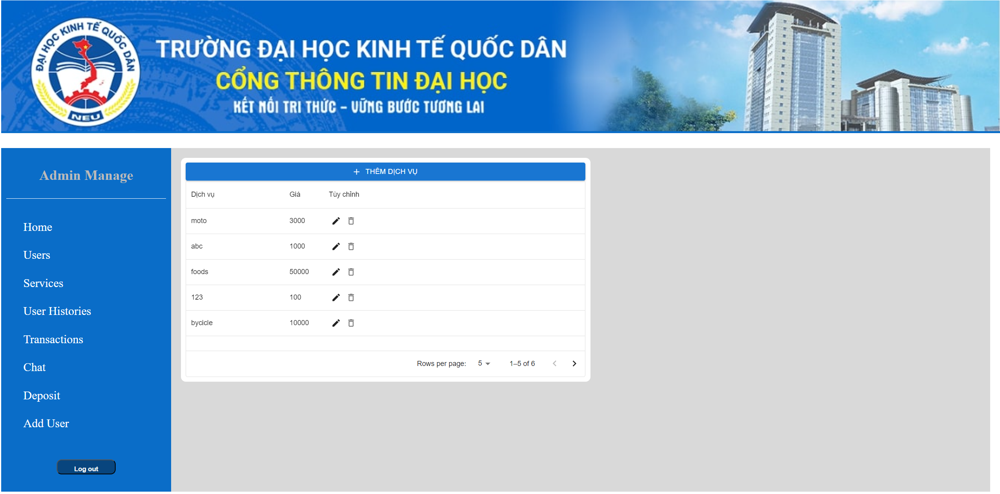 ĐẠI HỌC KINH TẾ QUỐC DÂN
NEU
TRƯỜNG ĐẠI HỌC KINH TẾ QUỐC DÂN
CỔNG THÔNG TIN ĐẠI HỌC
KẾT NỐI TRI THỨC – VỮNG BƯỚC TƯƠNG LAI
Admin Manage
Home
Users
Services
User Histories
Transactions
Chat
Deposit
Add User
Log out
THÊM DỊCH VỤ
Dịch vụ Giá Tùy chỉnh
moto 3000
abc 1000
foods 50000
123 100
bycicle 10000
Rows per page: 5 1–5 of 6